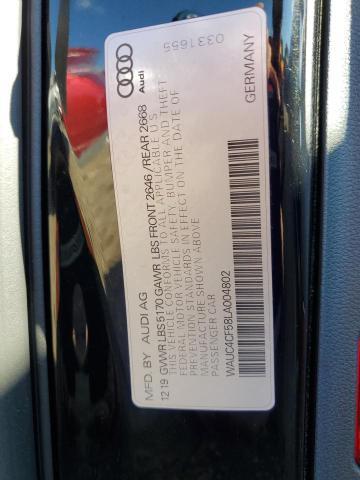 MFD. BY AUDI AG
12 19 GVWR LBS 5170 GAWR LBS FRONT 2646 / REAR 2668
THIS VEHICLE CONFORMS TO ALL APPLICABLE U S
FEDERAL MOTOR VEHICLE SAFETY, BUMPER AND THEFT
PREVENTION STANDARDS IN EFFECT ON THE DATE OF
MANUFACTURE SHOWN ABOVE
PASSENGER CAR
WAUC4CF58LA004802
Audi
0331655
GERMANY